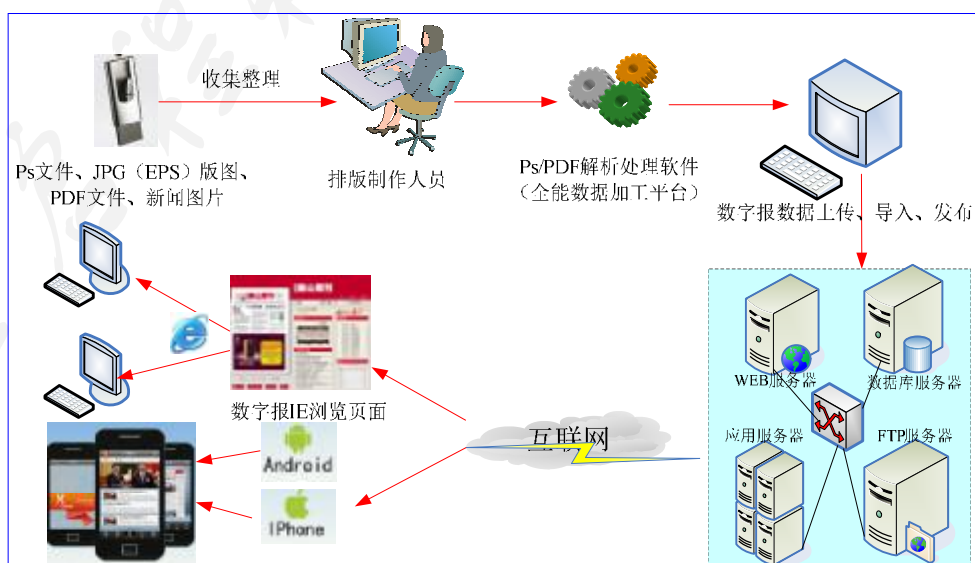 收集整理
Ps文件、JPG（EPS）版图、
PDF文件、新闻图片
排版制作人员
Ps/PDF解析处理软件
（全能数据加工平台）
数字报数据上传、导入、发布
WEB服务器
数据库服务器
应用服务器
FTP服务器
互联网
数字报IE浏览页面
Android
IPhone